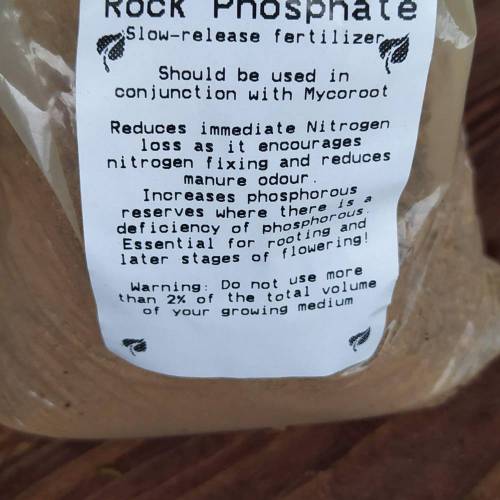 Rock Phosphate
Slow-release fertilizer
Should be used in
conjunction with Mycoroot
Reduces immediate Nitrogen
loss as it encourages
nitrogen fixing and reduces
manure odour.
Increases phosphorous
reserves where there is a
deficiency of phosphorous.
Essential for rooting and
later stages of flowering!
Warning: Do not use more
than 2% of the total volume
of your growing medium